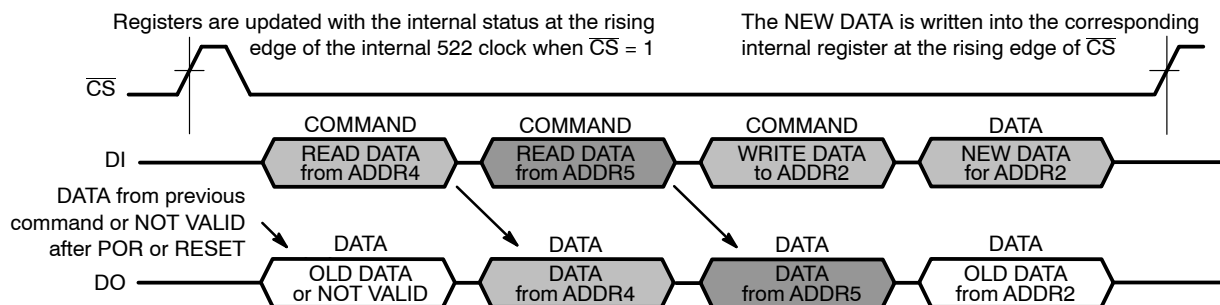 Registers are updated with the internal status at the rising
edge of the internal 522 clock when C̅S̅ = 1
The NEW DATA is written into the corresponding
internal register at the rising edge of C̅S̅
C̅S̅
COMMAND
COMMAND
COMMAND
DATA
DI
READ DATA
from ADDR4
READ DATA
from ADDR5
WRITE DATA
to ADDR2
NEW DATA
for ADDR2
DATA from previous
command or NOT VALID
after POR or RESET
DATA
DATA
DATA
DATA
DO
OLD DATA
or NOT VALID
DATA
from ADDR4
DATA
from ADDR5
OLD DATA
from ADDR2